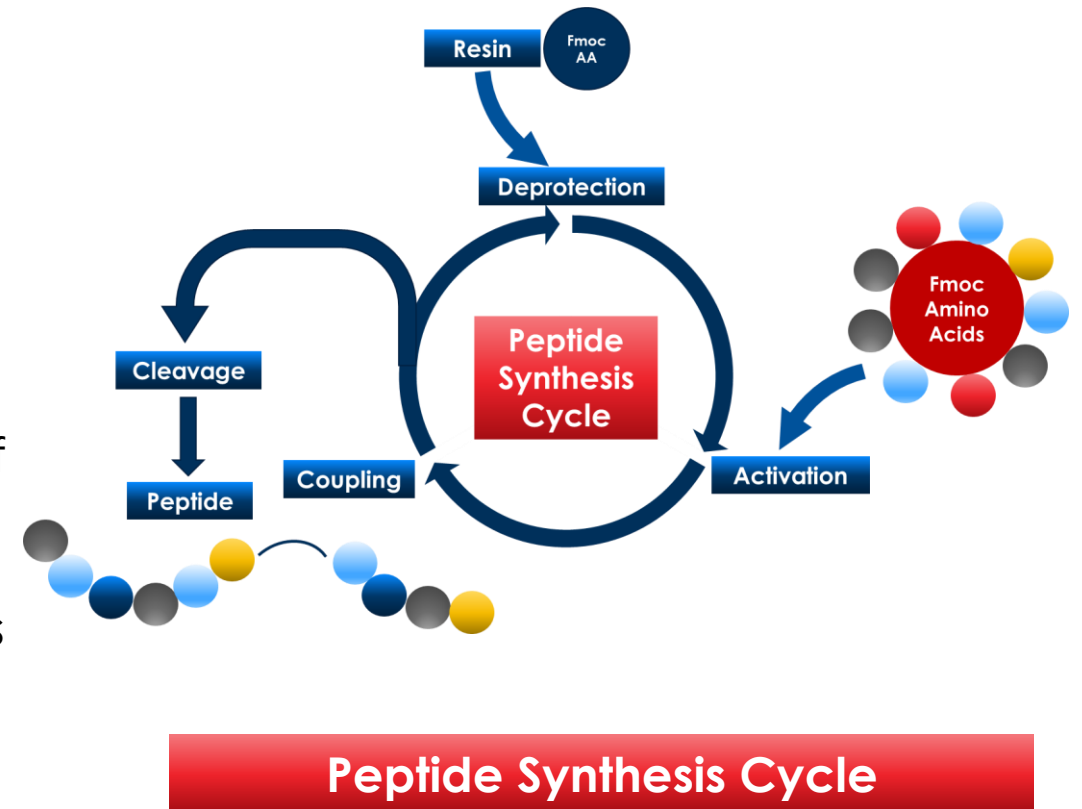 Resin
Fmoc
AA
Deprotection
Fmoc
Amino
Acids
Peptide
Synthesis
Cycle
Cleavage
Activation
Coupling
Peptide
Peptide Synthesis Cycle